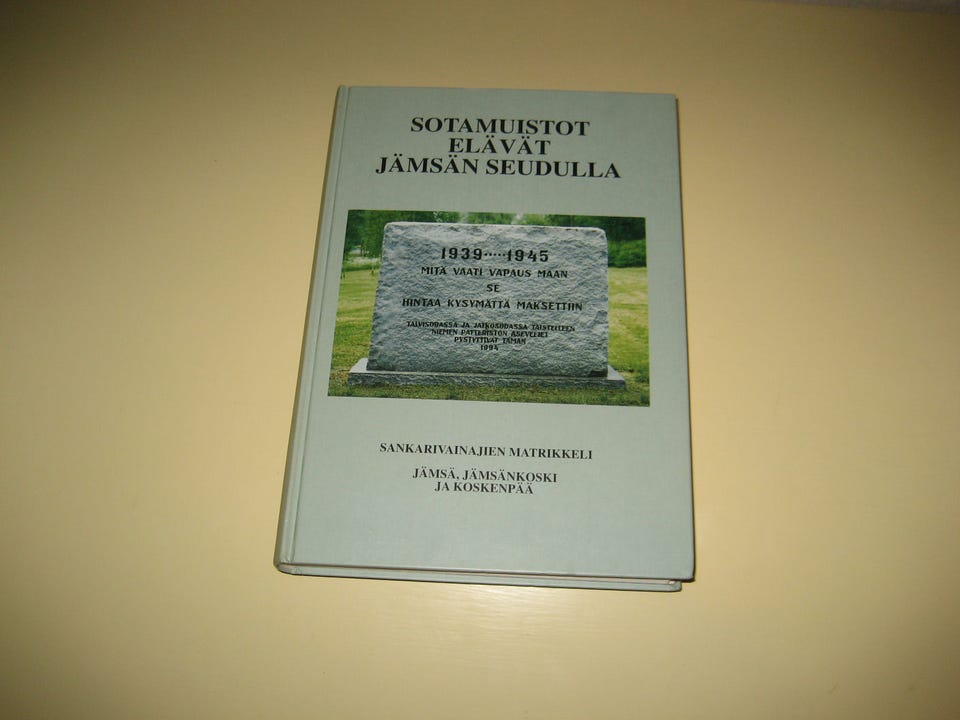 SOTAMUISTOT
ELÄVÄT
JÄMSÄN SEUDULLA
1939.....1945
MITÄ VAATI VAPAUS MAAN
SE
HINTAA KYSYMÄTTÄ MAKSETTIIN
TALVISODASSA JA JATKOSODASSA TAISTELLEEN
NIEMEN PATTERISTON ASEVELJET
PYSTYTTIVÄT TÄMÄN
1994
SANKARIVAINAJIEN MATRIKKELI
JÄMSÄ, JÄMSÄNKOSKI
JA KOSKENPÄÄ